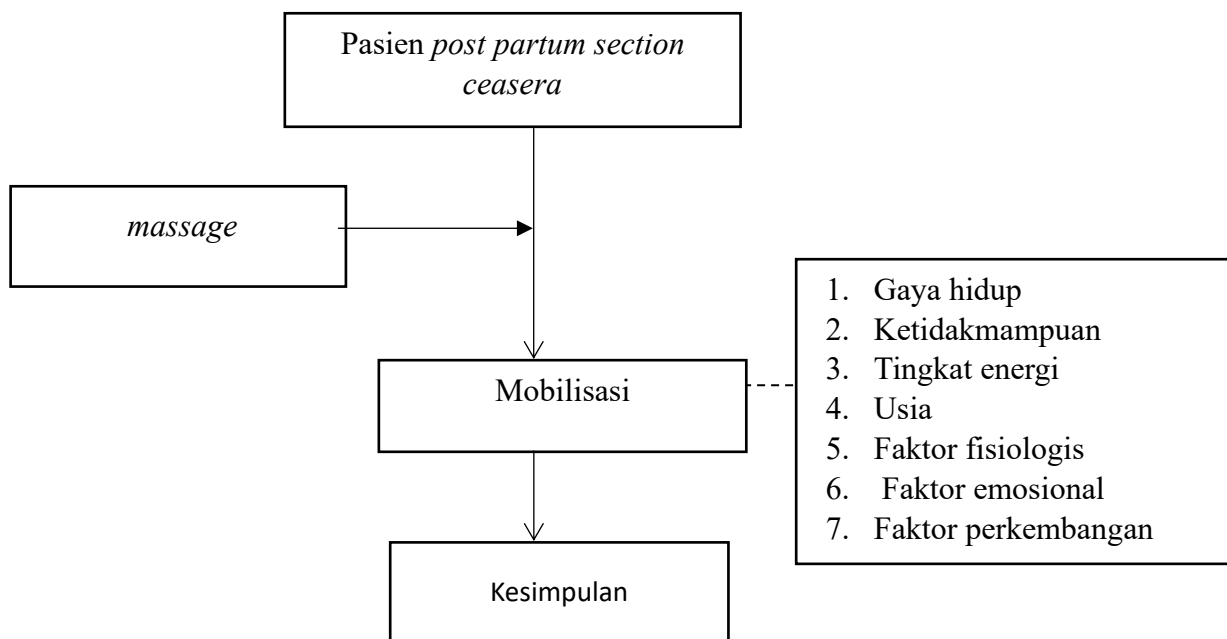 Pasien post partum section
ceasera
massage
1. Gaya hidup
2. Ketidakmampuan
3. Tingkat energi
4. Usia
5. Faktor fisiologis
6. Faktor emosional
7. Faktor perkembangan
Mobilisasi
Kesimpulan